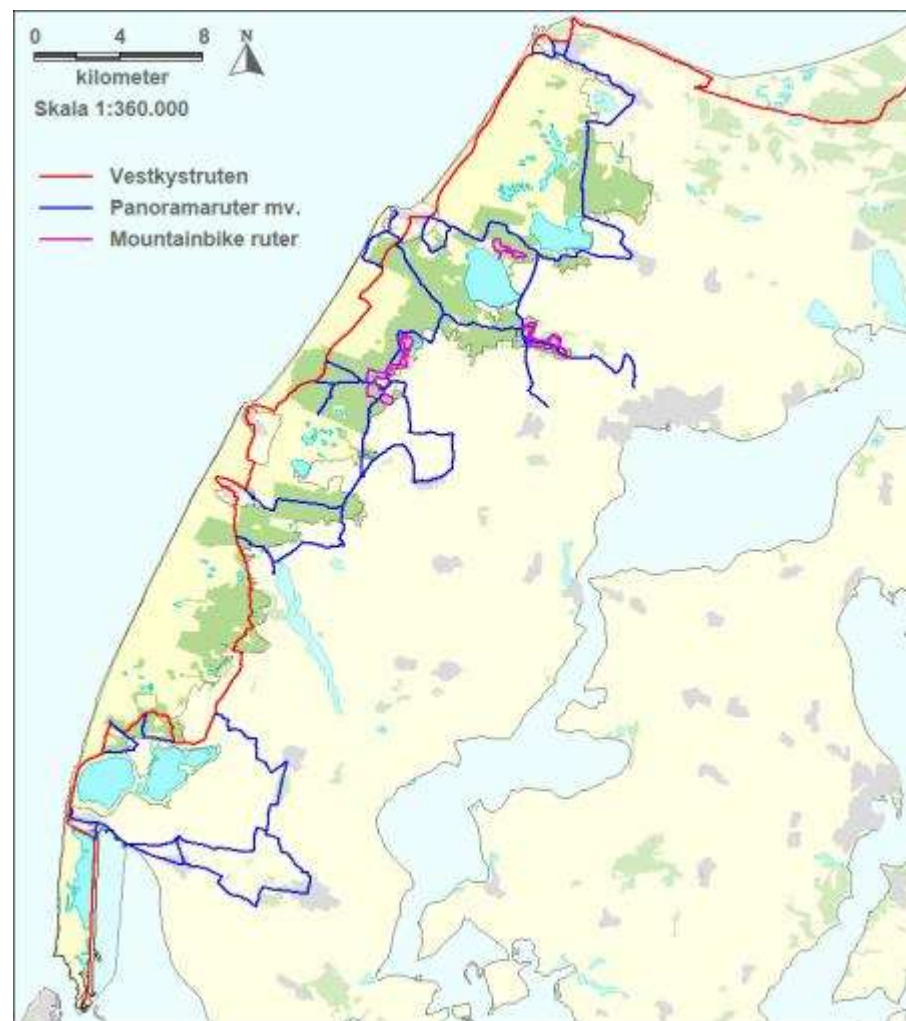 0 4 8 N
kilometer
Skala 1:360.000
Vestkystruten
Panoramaruter mv.
Mountainbike ruter